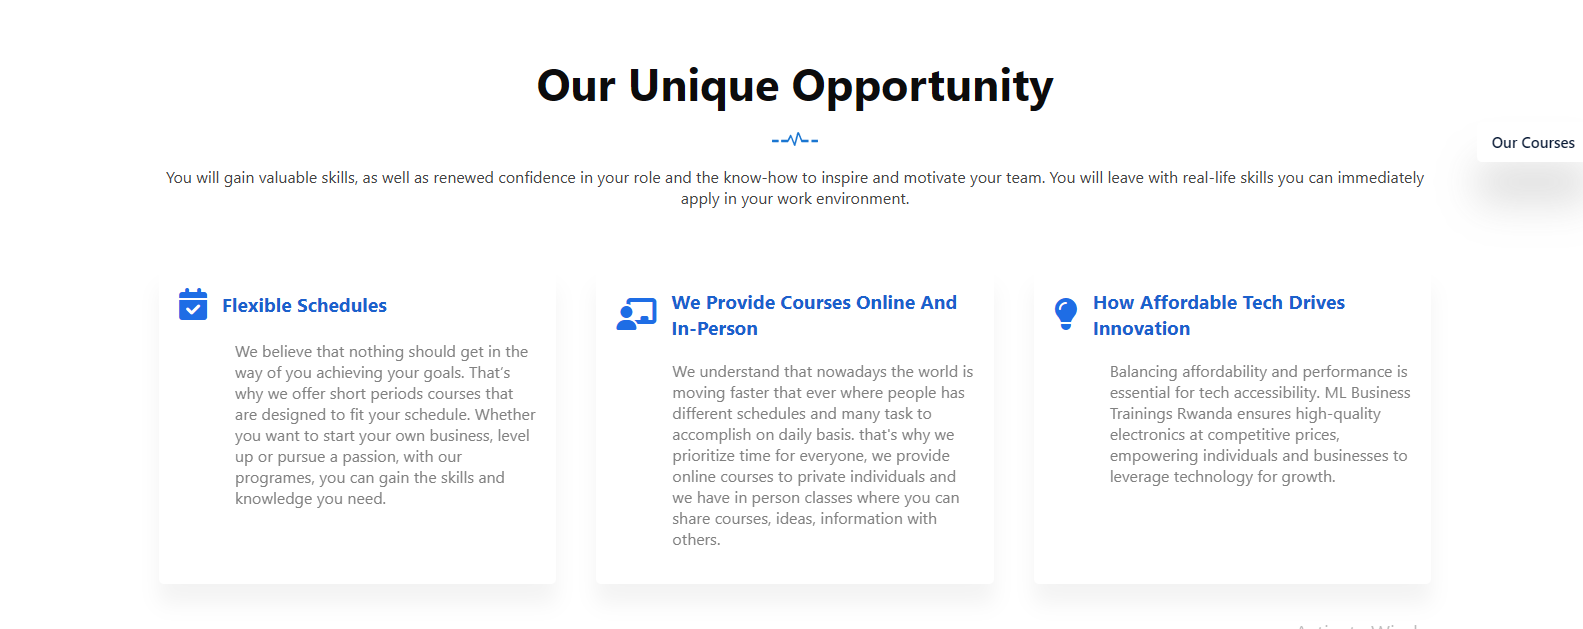 Our Unique Opportunity
Our Courses
You will gain valuable skills, as well as renewed confidence in your role and the know-how to inspire and motivate your team. You will leave with real-life skills you can immediately
apply in your work environment.
Flexible Schedules
We believe that nothing should get in the
way of you achieving your goals. That's
why we offer short periods courses that
are designed to fit your schedule. Whether
you want to start your own business, level
up or pursue a passion, with our
programes, you can gain the skills and
knowledge you need.
We Provide Courses Online And
In-Person
We understand that nowadays the world is
moving faster that ever where people has
different schedules and many task to
accomplish on daily basis. that's why we
prioritize time for everyone, we provide
online courses to private individuals and
we have in person classes where you can
share courses, ideas, information with
others.
How Affordable Tech Drives
Innovation
Balancing affordability and performance is
essential for tech accessibility. ML Business
Trainings Rwanda ensures high-quality
electronics at competitive prices,
empowering individuals and businesses to
leverage technology for growth.